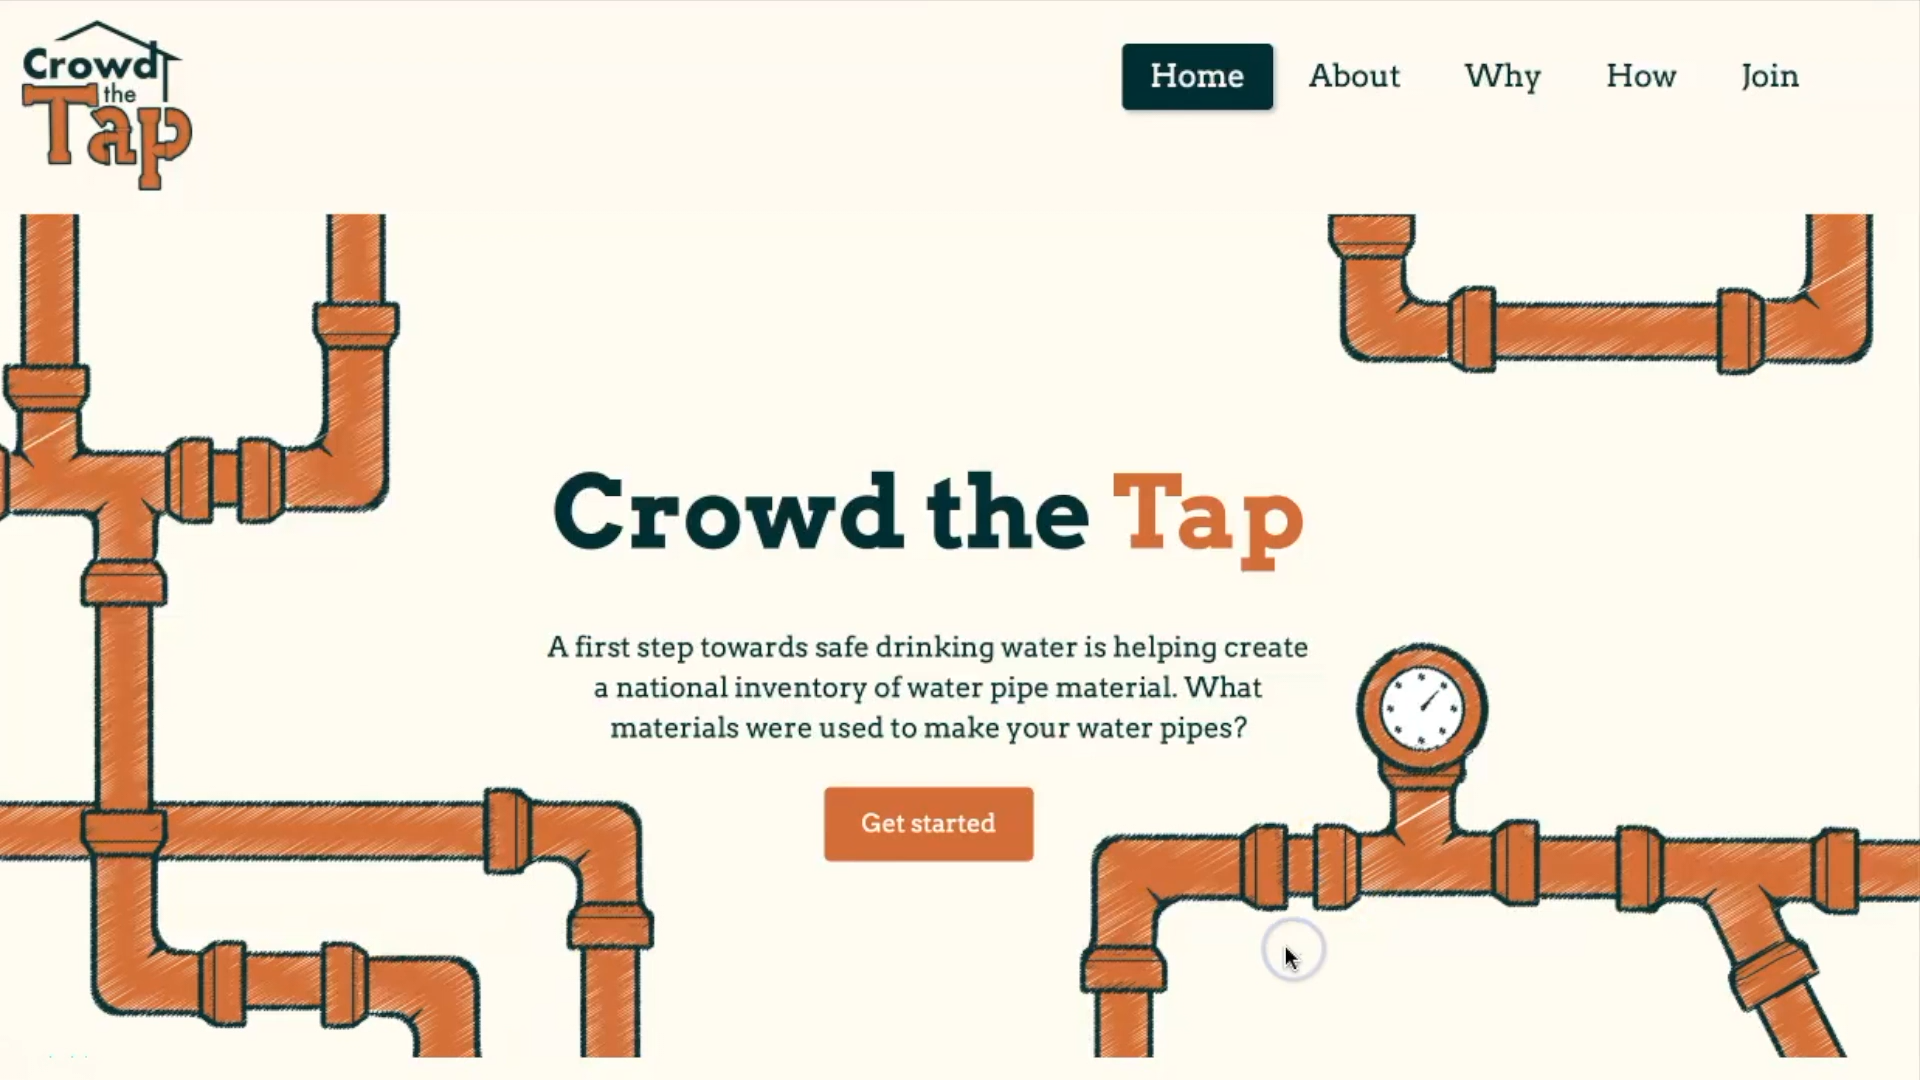 Crowd
the
Tap
Home About Why How Join
Crowd the Tap
A first step towards safe drinking water is helping create
a national inventory of water pipe material. What
materials were used to make your water pipes?
Get started